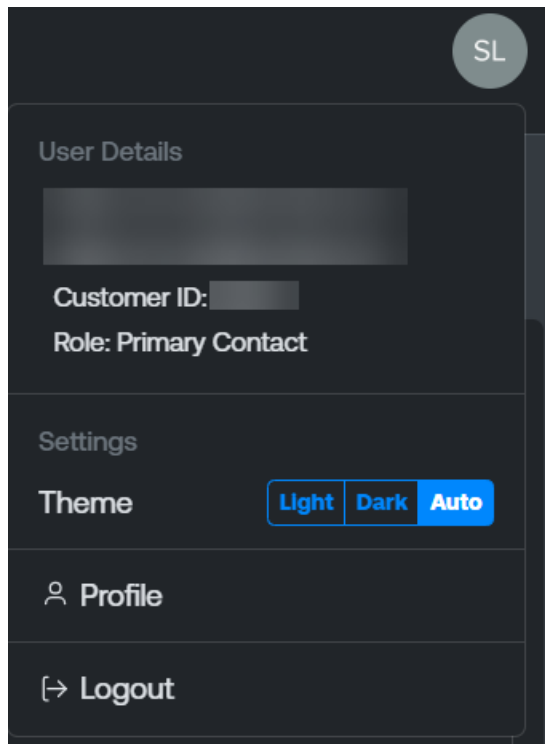 SL
User Details
Customer ID:
Role: Primary Contact
Settings
Theme Light Dark Auto
Profile
Logout